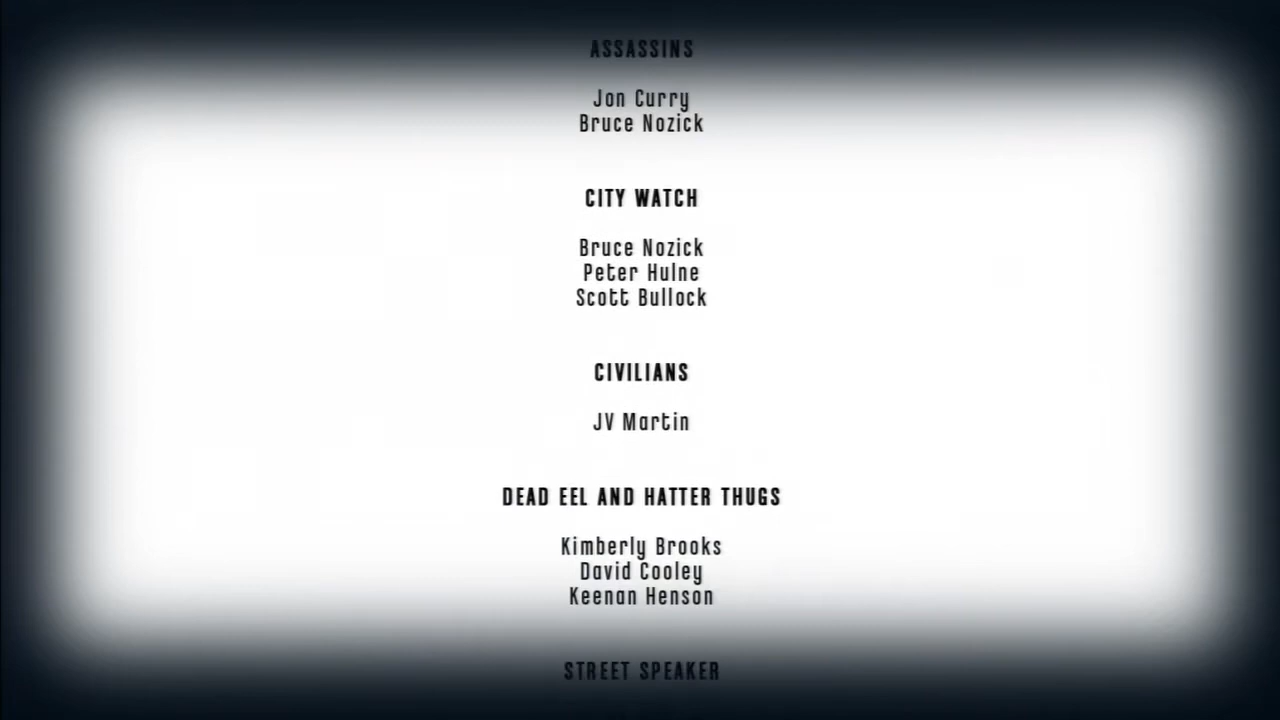 ASSASSINS
Jon Curry
Bruce Nozick
CITY WATCH
Bruce Nozick
Peter Hulne
Scott Bullock
CIVILIANS
JV Martin
DEAD EEL AND HATTER THUGS
Kimberly Brooks
David Cooley
Keenan Henson
STREET SPEAKER